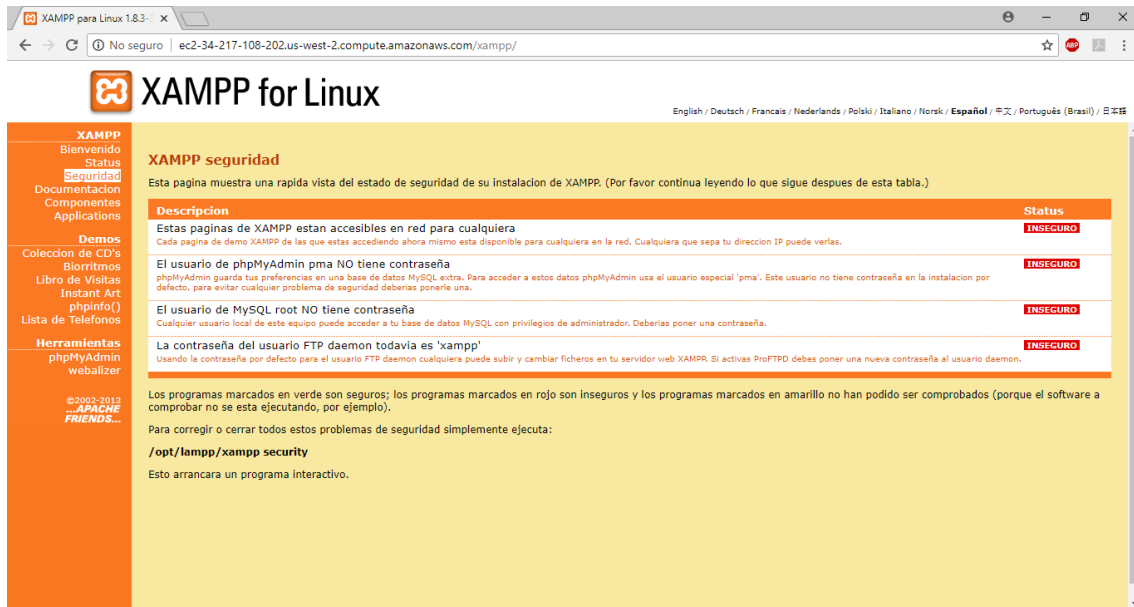 XAMPP para Linux 1.8.3-
No seguro | ec2-34-217-108-202.us-west-2.compute.amazonaws.com/xampp/
ABP
XAMPP for Linux
English / Deutsch / Francais / Nederlands / Polski / Italiano / Norsk / Español / 中文 / Português (Brasil) / 日本語
XAMPP
Bienvenido
Status
Seguridad
Documentacion
Componentes
Applications
Demos
Coleccion de CD's
Biorritmos
Libro de Visitas
Instant Art
phpinfo()
Lista de Telefonos
Herramientas
phpMyAdmin
webalizer
©2002-2013
...APACHE
FRIENDS...
XAMPP seguridad
Esta pagina muestra una rapida vista del estado de seguridad de su instalacion de XAMPP. (Por favor continua leyendo lo que sigue despues de esta tabla.)
Descripcion Status
Estas paginas de XAMPP estan accesibles en red para cualquiera INSEGURO
Cada pagina de demo XAMPP de las que estas accediendo ahora mismo esta disponible para cualquiera en la red. Cualquiera que sepa tu direccion IP puede verlas.
El usuario de phpMyAdmin pma NO tiene contraseña INSEGURO
phpMyAdmin guarda tus preferencias en una base de datos MySQL extra. Para acceder a estos datos phpMyAdmin usa el usuario especial 'pma'. Este usuario no tiene contraseña en la instalacion por
defecto, para evitar cualquier problema de seguridad deberias ponerle una.
El usuario de MySQL root NO tiene contraseña INSEGURO
Cualquier usuario local de este equipo puede acceder a tu base de datos MySQL con privilegios de administrador. Deberias poner una contraseña.
La contraseña del usuario FTP daemon todavia es 'xampp' INSEGURO
Usando la contraseña por defecto para el usuario FTP daemon cualquiera puede subir y cambiar ficheros en tu servidor web XAMPP. Si activas ProFTPD debes poner una nueva contraseña al usuario daemon.
Los programas marcados en verde son seguros; los programas marcados en rojo son inseguros y los programas marcados en amarillo no han podido ser comprobados (porque el software a
comprobar no se esta ejecutando, por ejemplo).
Para corregir o cerrar todos estos problemas de seguridad simplemente ejecuta:
/opt/lampp/xampp security
Esto arrancara un programa interactivo.